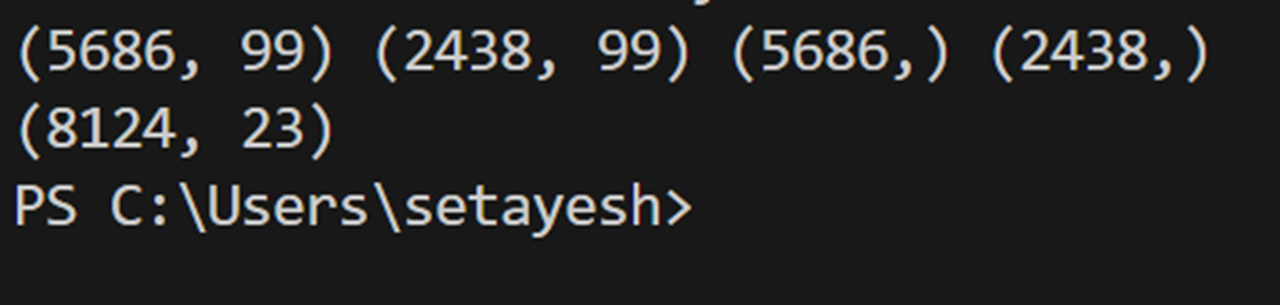 (5686, 99) (2438, 99) (5686,) (2438,)
(8124, 23)
PS C:\Users\setayesh>